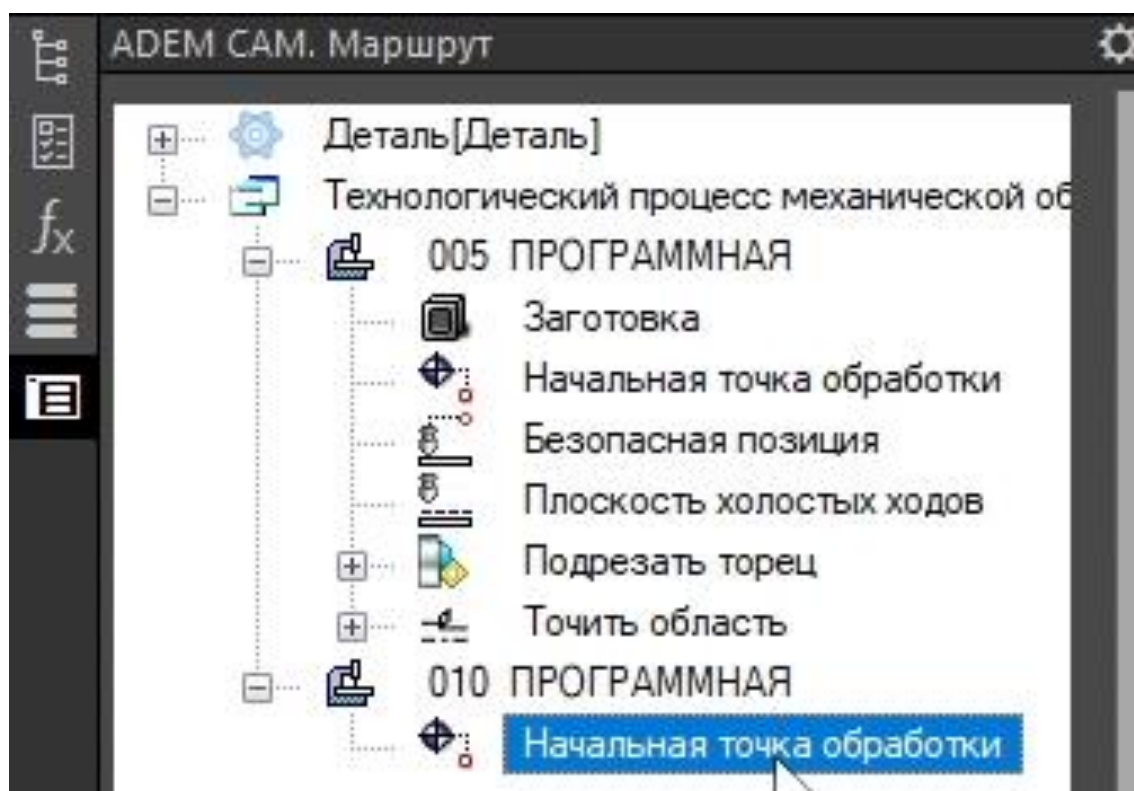 ADEM CAM. Маршрут
Деталь[Деталь]
Технологический процесс механической об
005 ПРОГРАММНАЯ
Заготовка
Начальная точка обработки
Безопасная позиция
Плоскость холостых ходов
Подрезать торец
Точить область
010 ПРОГРАММНАЯ
Начальная точка обработки